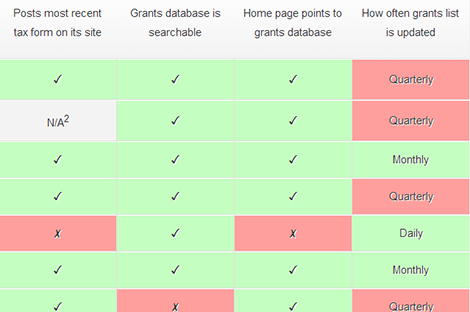 Posts most recent tax form on its site Grants database is searchable Home page points to grants database How often grants list is updated
✓ ✓ ✓ Quarterly
N/A2 ✓ ✓ Quarterly
✓ ✓ ✓ Monthly
✓ ✓ ✓ Quarterly
✗ ✓ ✗ Daily
✓ ✓ ✓ Monthly
✓ ✗ ✓ Quarterly